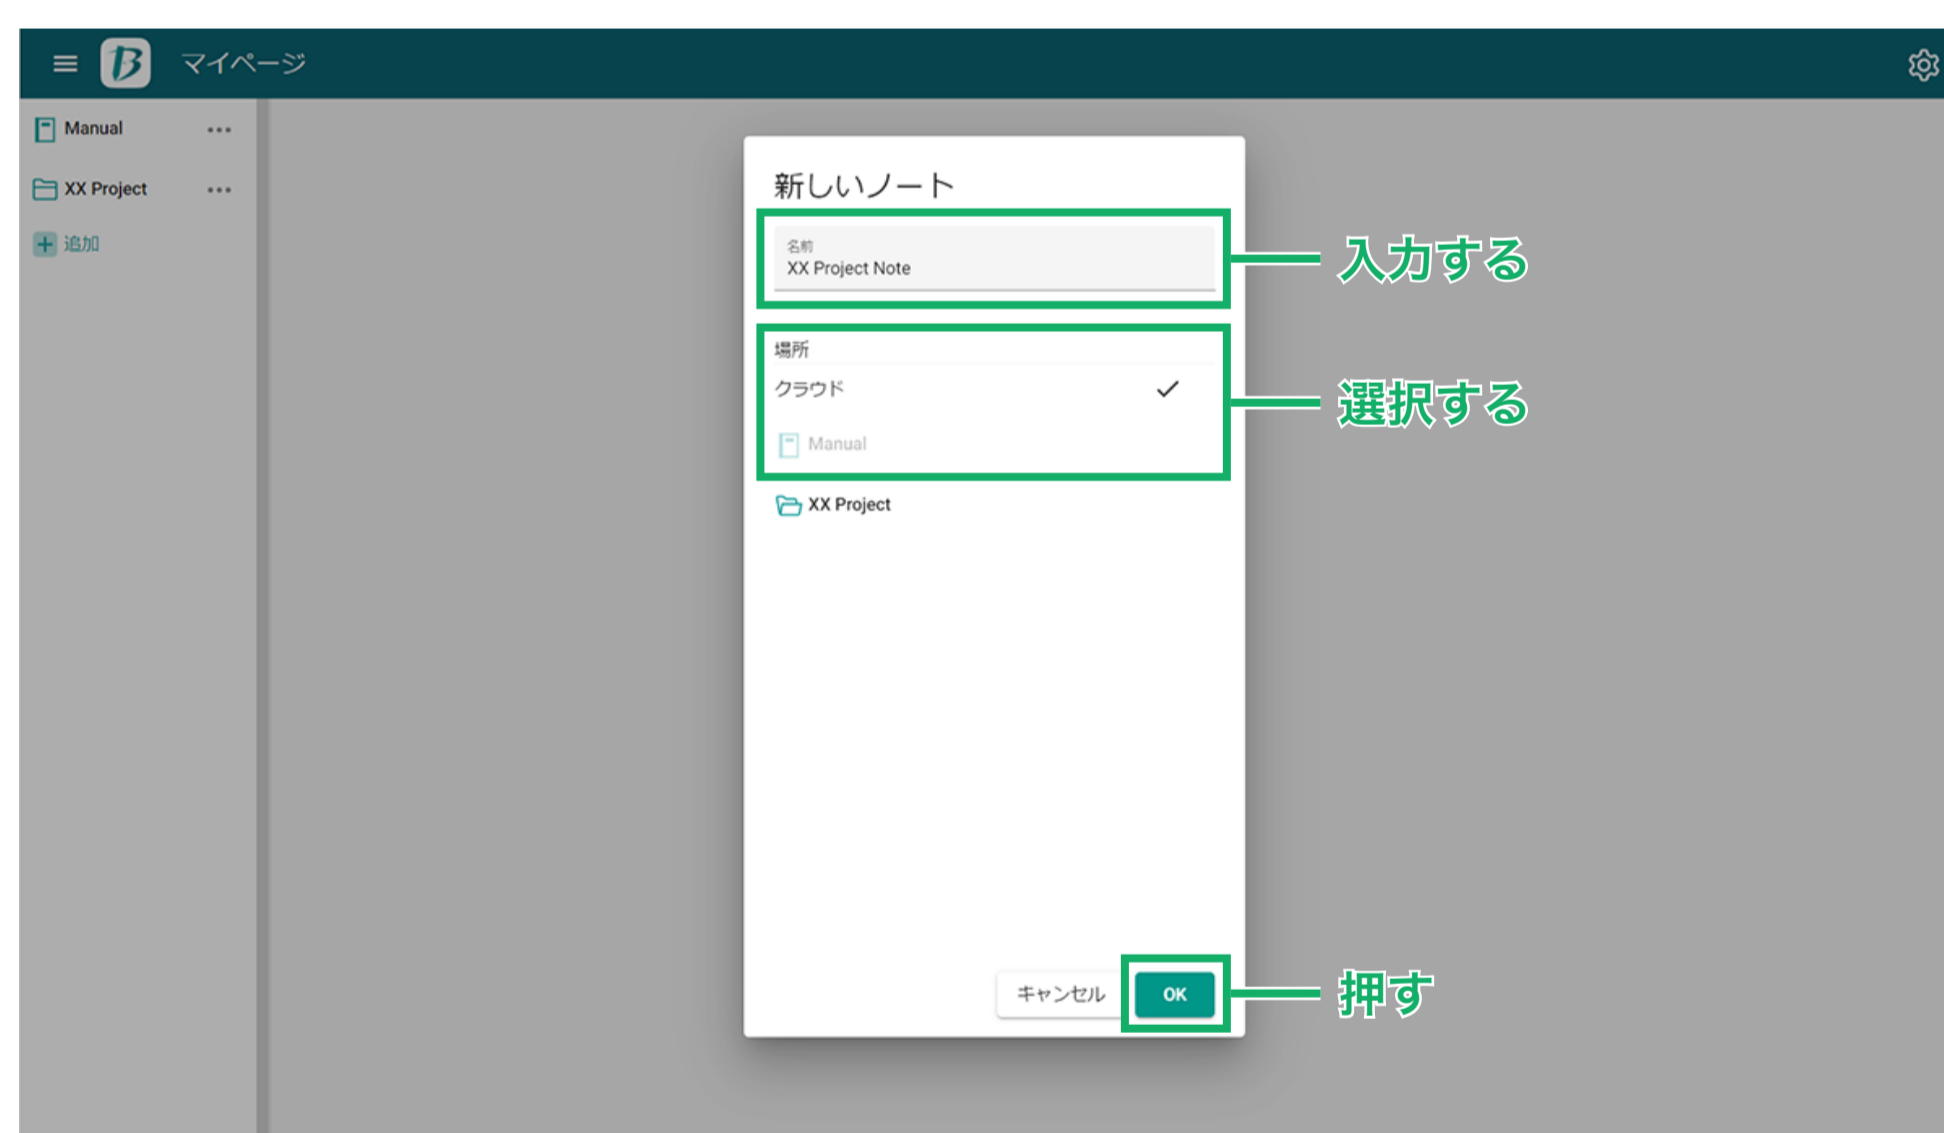 B マイページ
Manual
XX Project
追加
新しいノート
名前
XX Project Note
入力する
場所
クラウド
選択する
Manual
XX Project
キャンセル
OK
押す